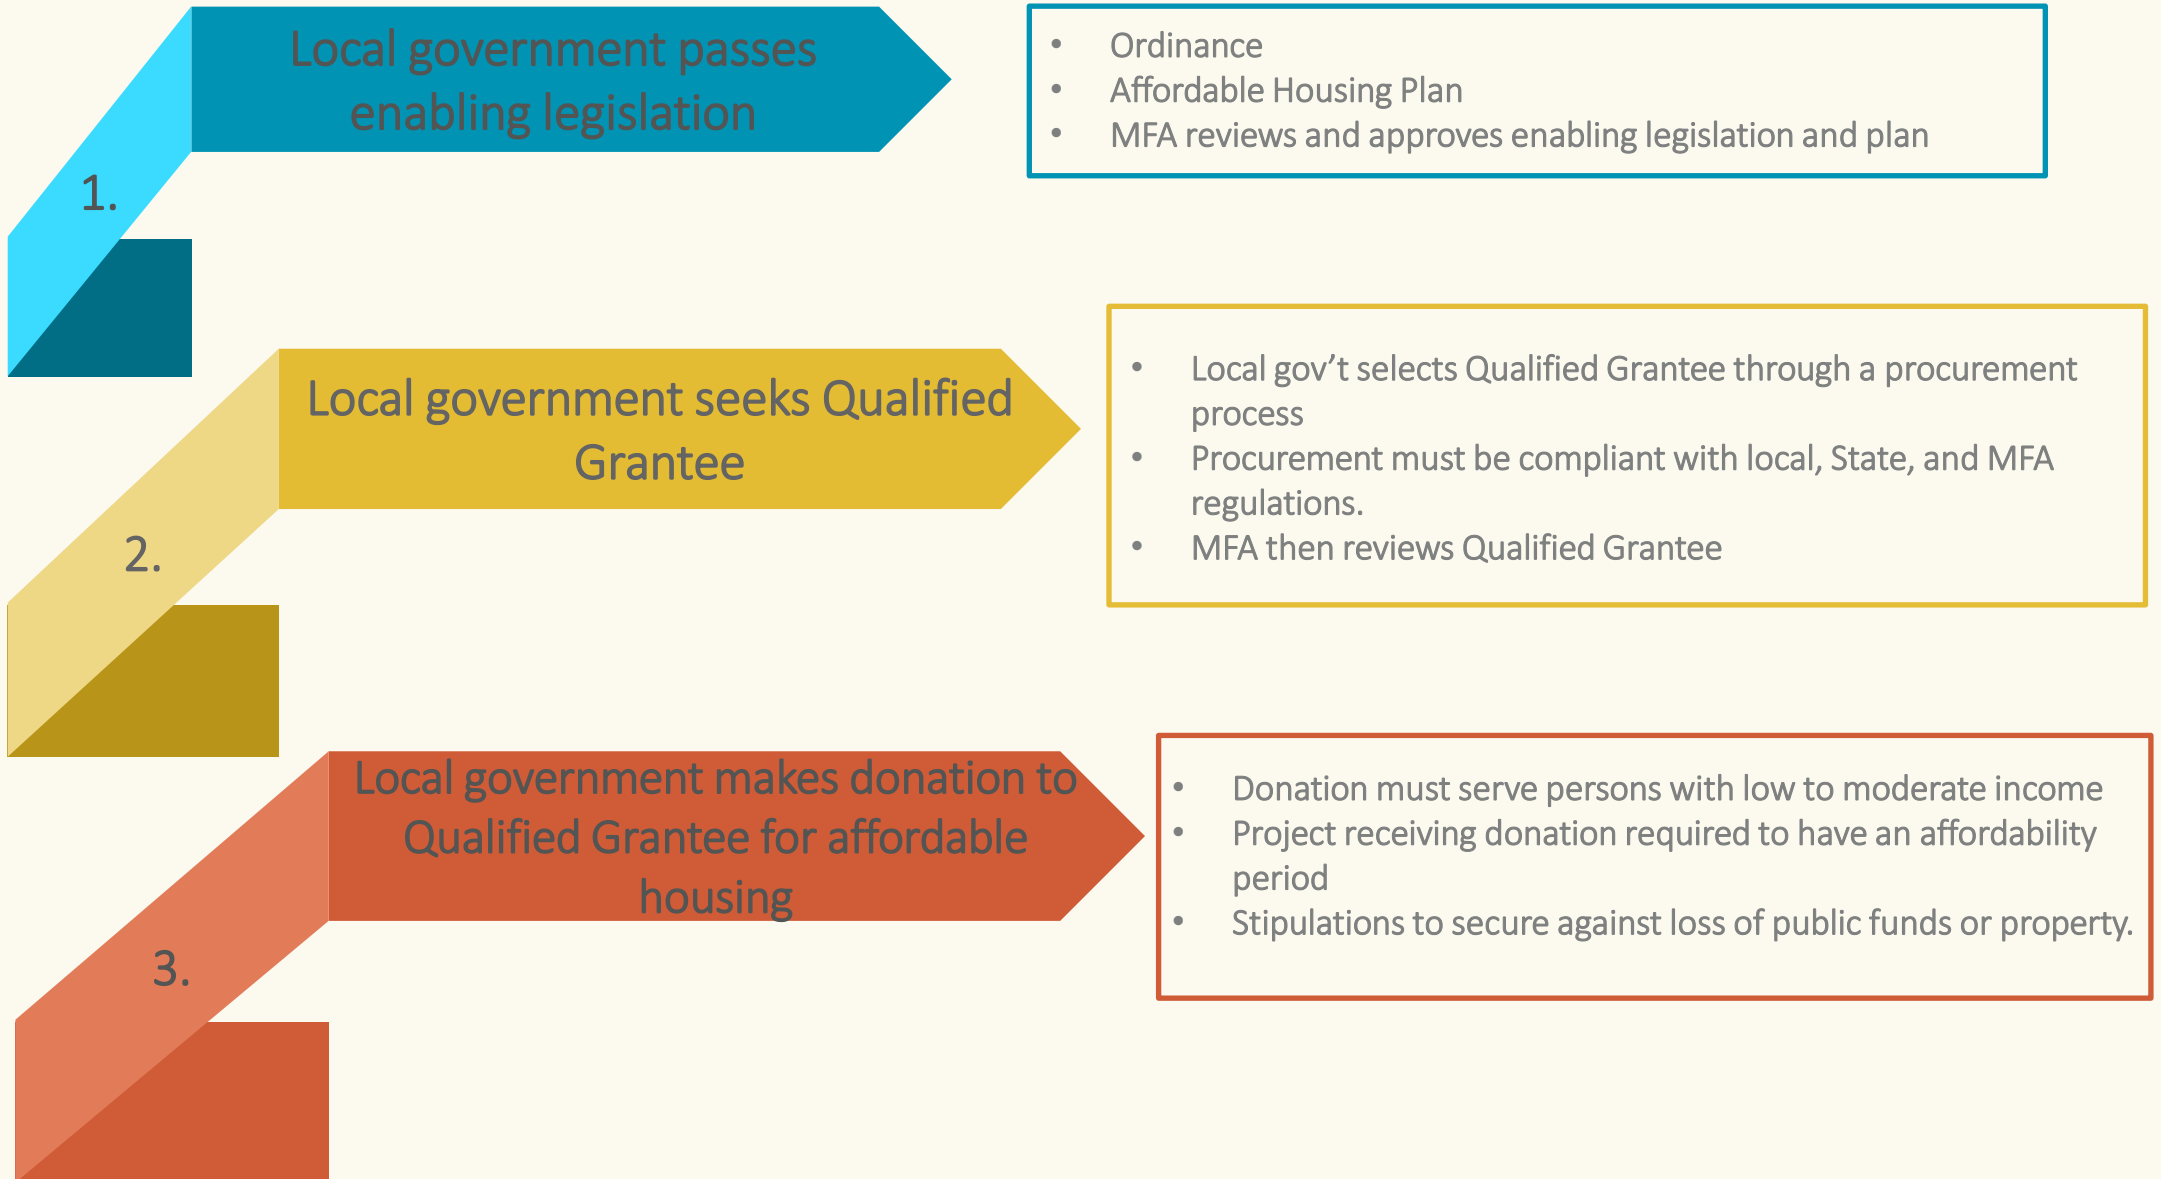 Local government passes
enabling legislation
1.
• Ordinance
• Affordable Housing Plan
• MFA reviews and approves enabling legislation and plan
Local government seeks Qualified
Grantee
2.
• Local gov’t selects Qualified Grantee through a procurement
process
• Procurement must be compliant with local, State, and MFA
regulations.
• MFA then reviews Qualified Grantee
Local government makes donation to
Qualified Grantee for affordable
housing
3.
• Donation must serve persons with low to moderate income
• Project receiving donation required to have an affordability
period
• Stipulations to secure against loss of public funds or property.